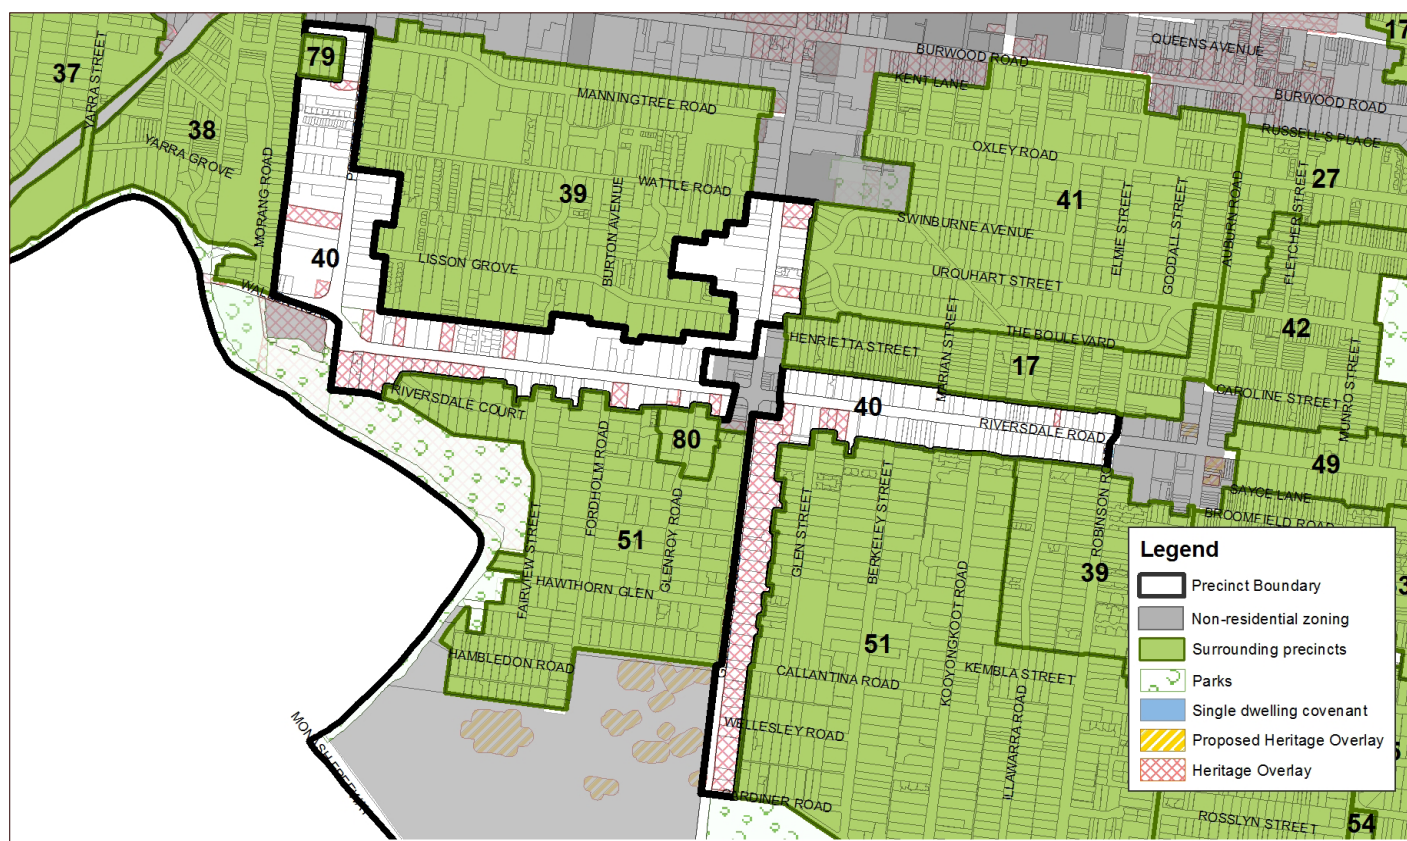 17
QUEENS AVENUE
BURWOOD ROAD
79
37
YARRA STREET
KENT LANE
MANNINGTREE ROAD
BURWOOD ROAD
38
RUSSELL'S PLACE
YARRA GROVE
OXLEY ROAD
27
WATTLE ROAD
39
41
MORANG ROAD
BURTON AVENUE
SWINBURNE AVENUE
ELMIE STREET
GOODALL STREET
AUBURN ROAD
FLETCHER STREET
40
LISSON GROVE
URQUHART STREET
42
HENRIETTA STREET
MARIAN STREET
THE BOULEVARD
17
CAROLINE STREET
MUNRO STREET
RIVERSDALE COURT
40
RIVERSDALE ROAD
80
49
FORDHOLM ROAD
SAYCE LANE
BROOMFIELD ROAD
GLEN STREET
BERKELEY STREET
ROBINSON R
51
GLENROY ROAD
FAIRVIEW STREET
39
HAWTHORN GLEN
KOOYONGKOOT ROAD
51
HAMBLEDON ROAD
CALLANTINA ROAD
KEMBLA STREET
ILLAWARRA ROAD
WELLESLEY ROAD
ROSSLYN STREET
54
Legend
Precinct Boundary
Non-residential zoning
Surrounding precincts
Parks
Single dwelling covenant
Proposed Heritage Overlay
Heritage Overlay